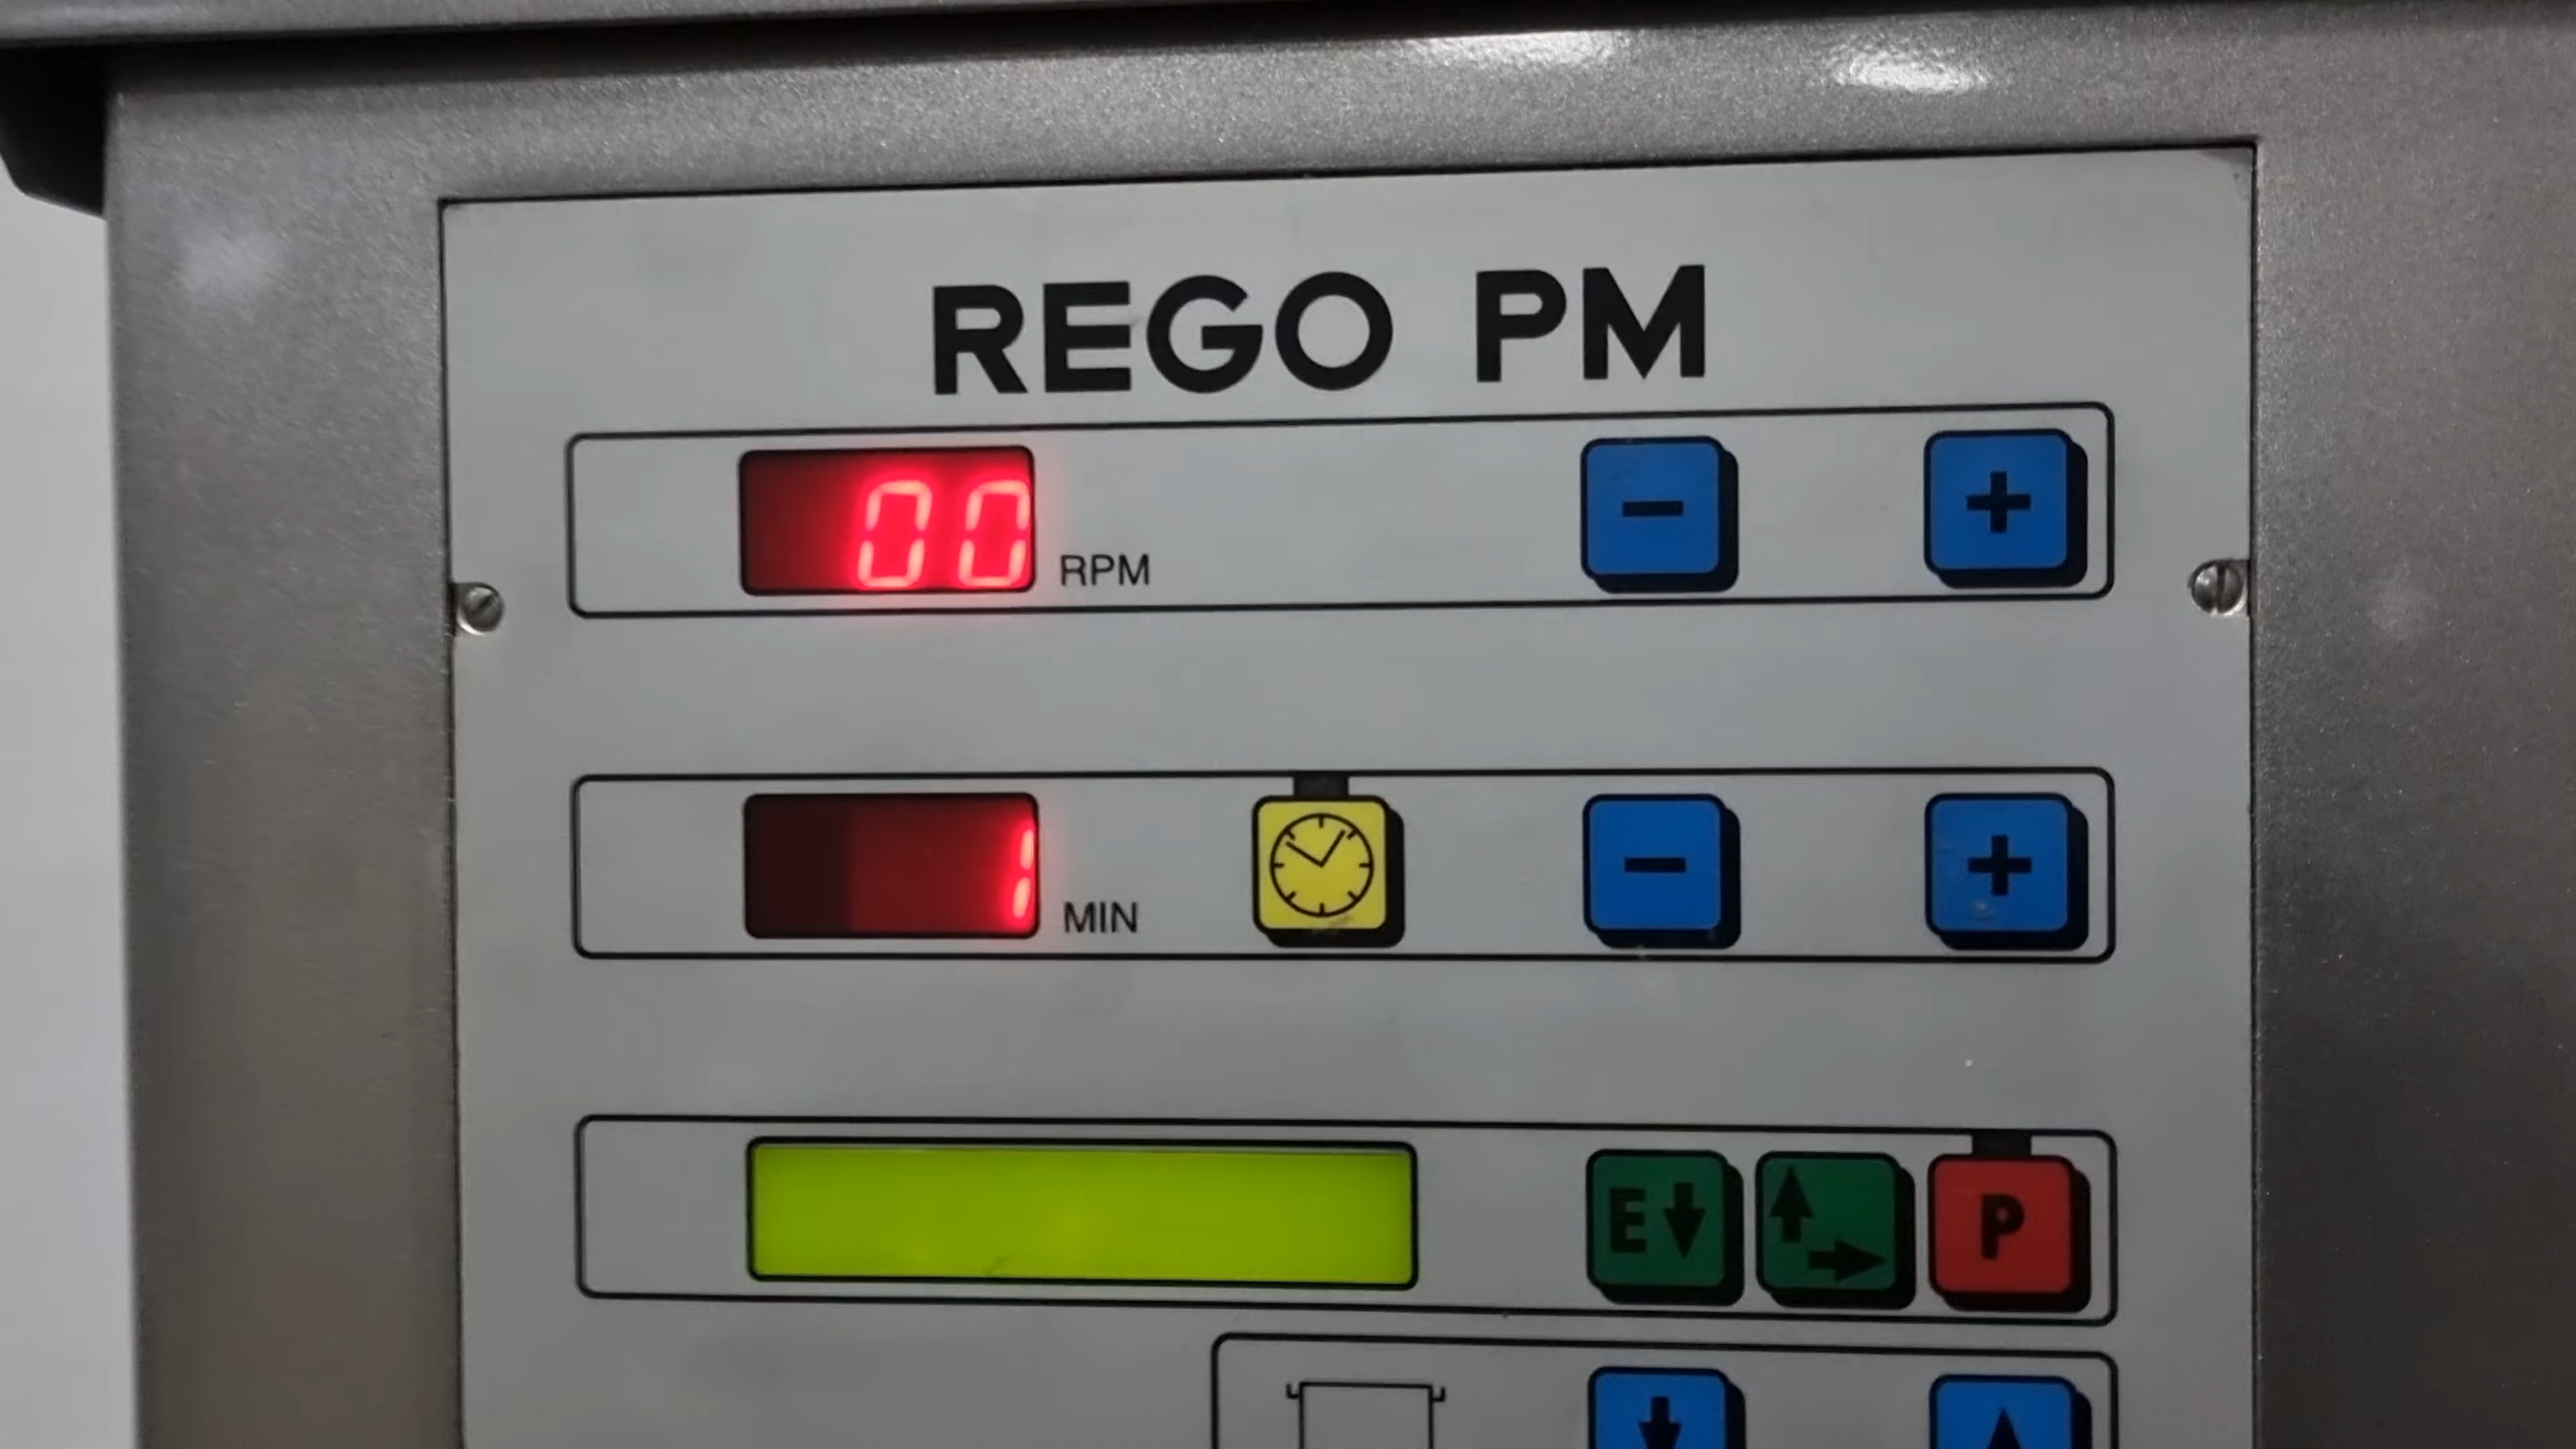 REGO PM
00 RPM - +
1 MIN - +
E↓ P